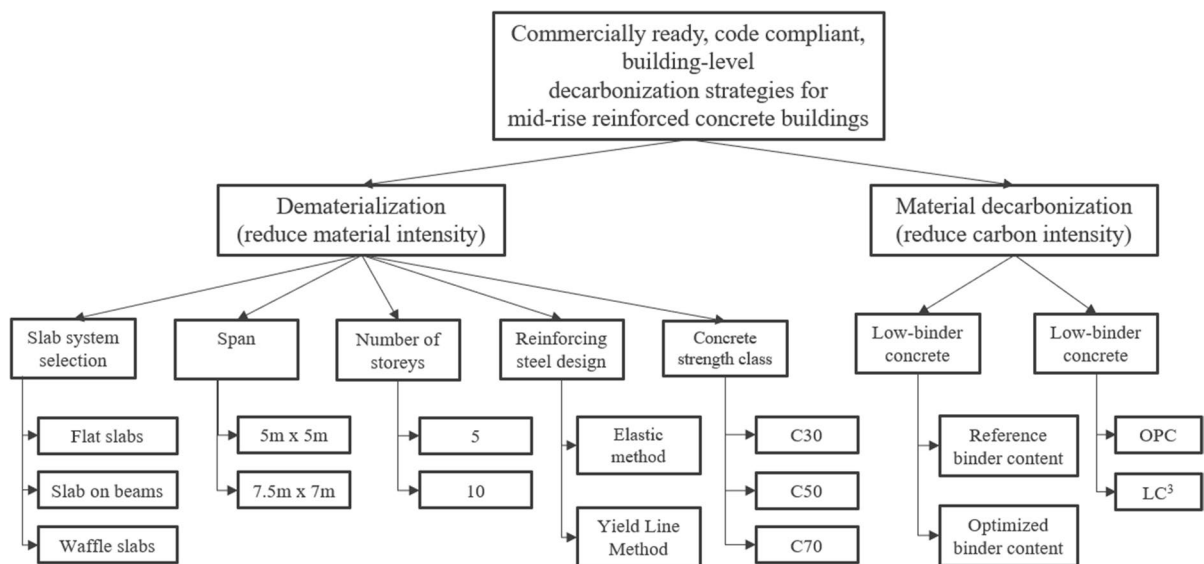 Commercially ready, code compliant,
building-level
decarbonization strategies for
mid-rise reinforced concrete buildings
Dematerialization
(reduce material intensity)
Material decarbonization
(reduce carbon intensity)
Slab system
selection
Span
Number of
storeys
Reinforcing
steel design
Concrete
strength class
Low-binder
concrete
Low-binder
concrete
Flat slabs
Slab on beams
Waffle slabs
5m x 5m
7.5m x 7m
5
10
Elastic
method
Yield Line
Method
C30
C50
C70
Reference
binder content
Optimized
binder content
OPC
LC³